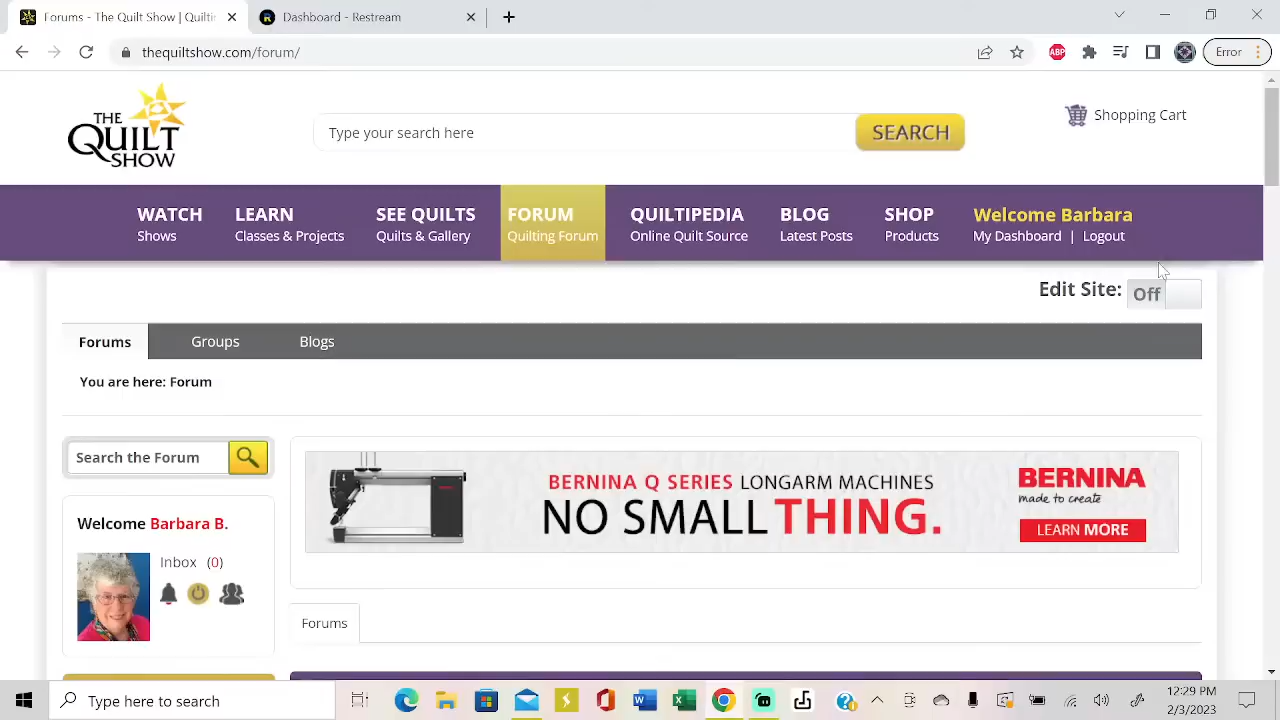 Forums - The Quilt Show - Quilti
Dashboard - Restream
thequiltshow.com/forum/
ABP
Error
THE
QUILT
SHOW
Type your search here
SEARCH
Shopping Cart
WATCH
Shows
LEARN
Classes & Projects
SEE QUILTS
Quilts & Gallery
FORUM
Quilting Forum
QUILTIPEDIA
Online Quilt Source
BLOG
Latest Posts
SHOP
Products
Welcome Barbara
My Dashboard | Logout
Edit Site: Off
Forums Groups Blogs
You are here: Forum
Search the Forum
Welcome Barbara B.
Inbox (0)
BERNINA Q SERIES LONGARM MACHINES
NO SMALL THING.
BERNINA
made to create
LEARN MORE
Forums
Type here to search
12:29 PM
2/3/2023